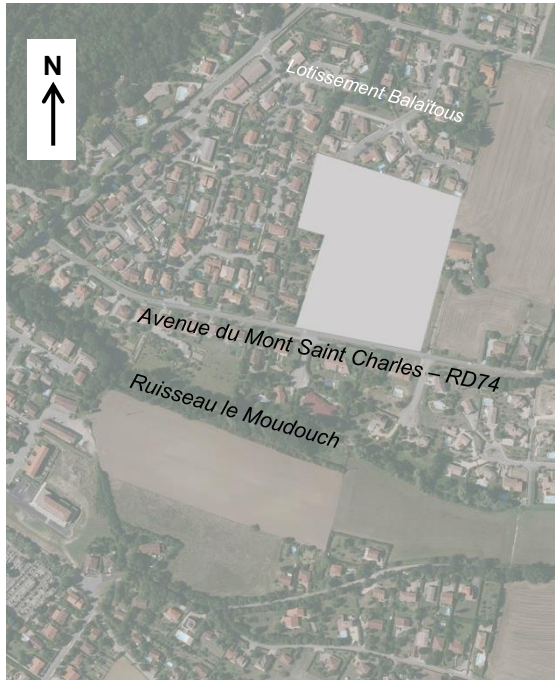 N
Lotissement Balaïtous
Avenue du Mont Saint Charles – RD74
Ruisseau le Moudouch